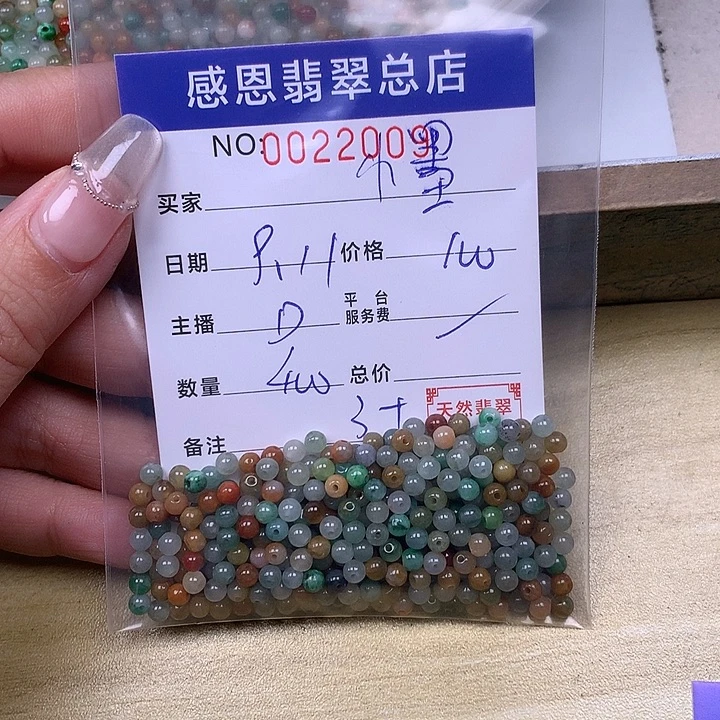 感恩翡翠总店
NO:0022009
买家
日期 9.11 价格 100
主播 D 平台服务费 /
数量 400 总价
天然翡翠
备注